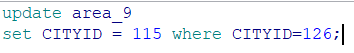 update area_9
set CITYID = 115 where CITYID=126;